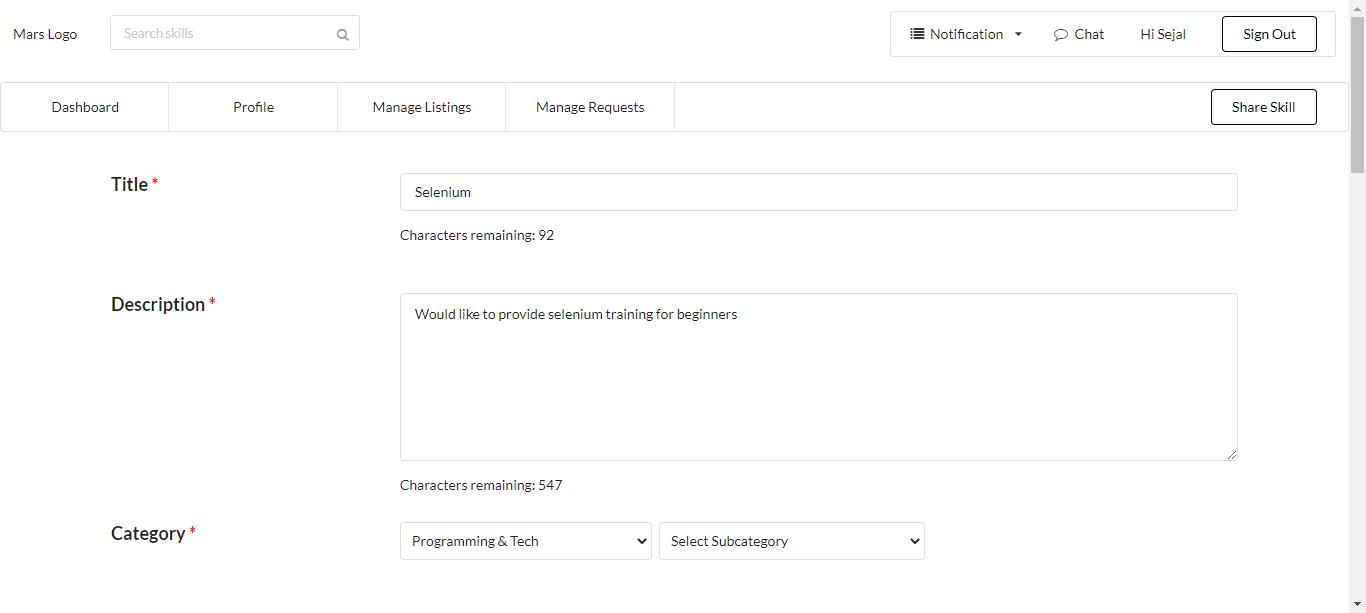 Mars Logo
Search skills
Notification
Chat
Hi Sejal
Sign Out
Dashboard
Profile
Manage Listings
Manage Requests
Share Skill
Title *
Selenium
Characters remaining: 92
Description *
Would like to provide selenium training for beginners
Characters remaining: 547
Category *
Programming & Tech
Select Subcategory